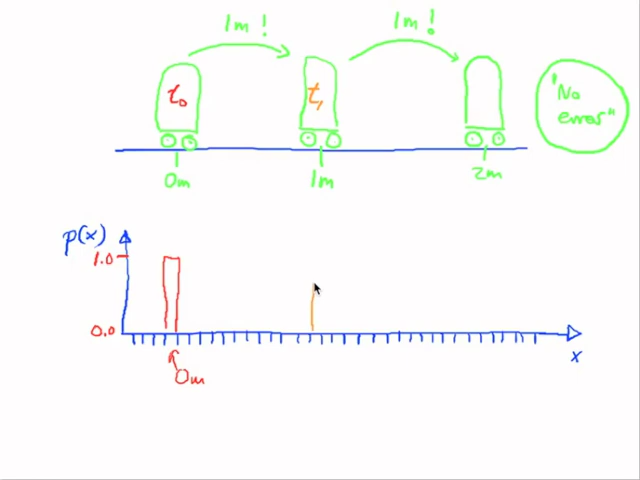 1m! 1m!
t₀ t₁ "No
error"
0m 1m 2m
p(x)
1.0
0.0
x
0m